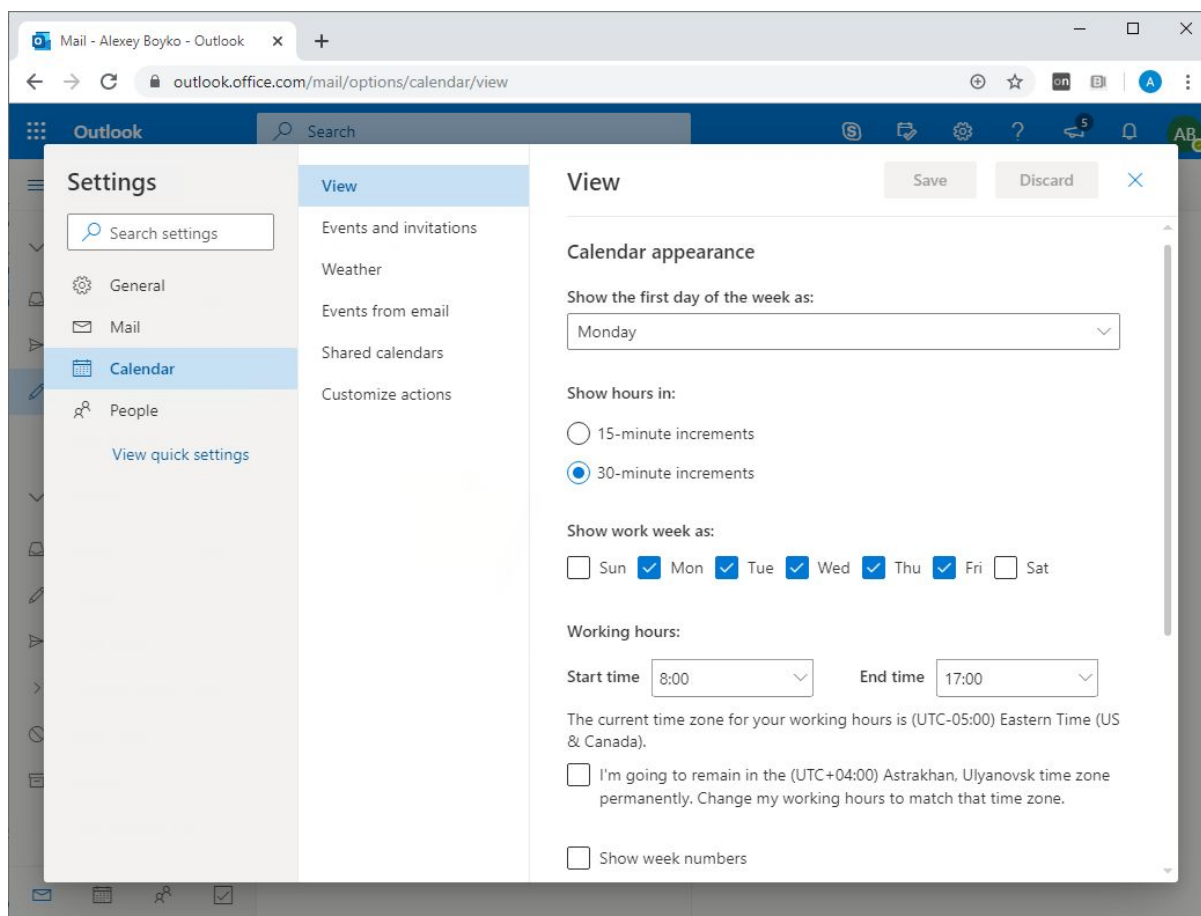 Mail - Alexey Boyko - Outlook
outlook.office.com/mail/options/calendar/view
on
A
Outlook
Search
5
AB
Settings
Search settings
General
Mail
Calendar
People
View quick settings
View
Events and invitations
Weather
Events from email
Shared calendars
Customize actions
View
Save
Discard
Calendar appearance
Show the first day of the week as:
Monday
Show hours in:
15-minute increments
30-minute increments
Show work week as:
Sun Mon Tue Wed Thu Fri Sat
Working hours:
Start time 8:00 End time 17:00
The current time zone for your working hours is (UTC-05:00) Eastern Time (US
& Canada).
I'm going to remain in the (UTC+04:00) Astrakhan, Ulyanovsk time zone
permanently. Change my working hours to match that time zone.
Show week numbers